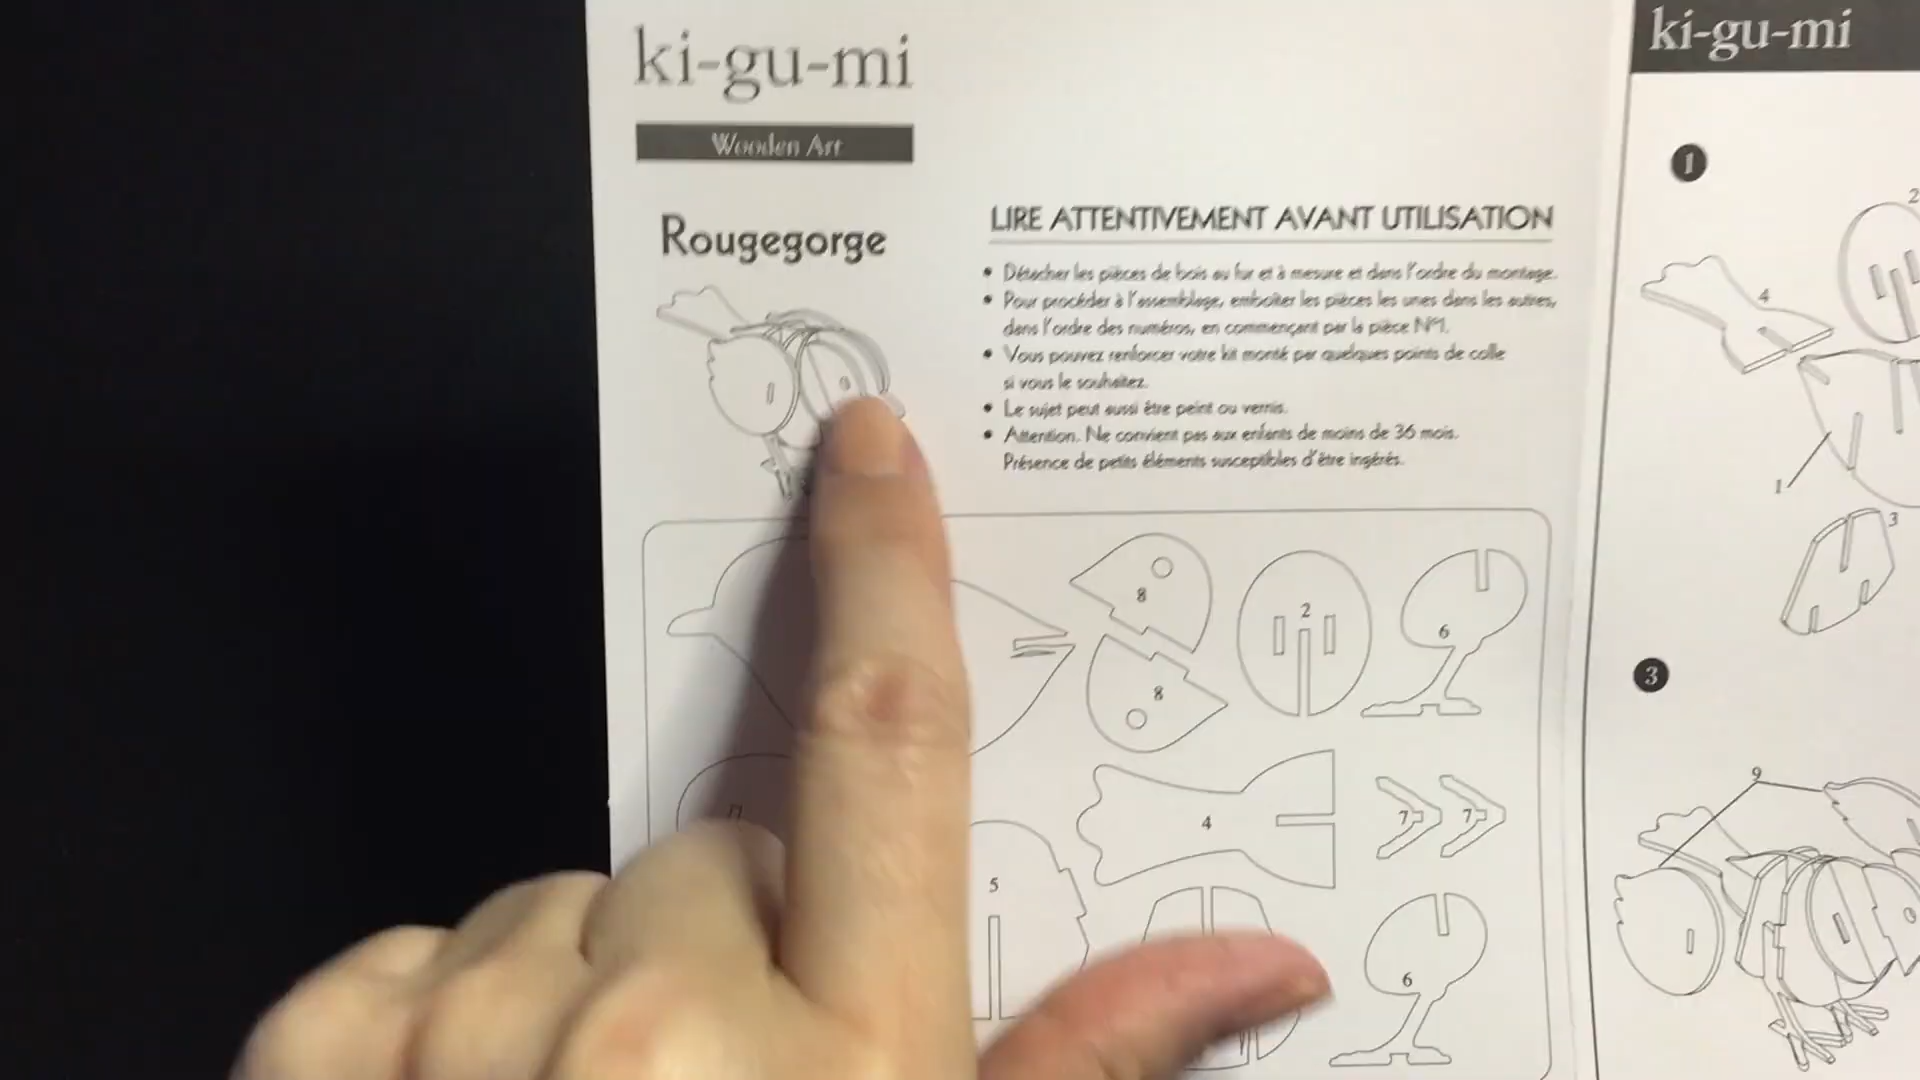 ki-gu-mi
Wooden Art
Rougegorge
LIRE ATTENTIVEMENT AVANT UTILISATION
• Détacher les pièces de bois au fur et à mesure et dans l'ordre du montage.
• Pour procéder à l'assemblage, emboîter les pièces les unes dans les autres,
dans l'ordre des numéros, en commençant par la pièce N°1.
• Vous pouvez renforcer votre kit monté par quelques points de colle
si vous le souhaitez.
• Le sujet peut aussi être peint ou vernis.
• Attention. Ne convient pas aux enfants de moins de 36 mois.
Présence de petits éléments susceptibles d'être ingérés.
8
2
6
8
4
7
7
5
6
ki-gu-mi
1
2
4
1
3
3
9